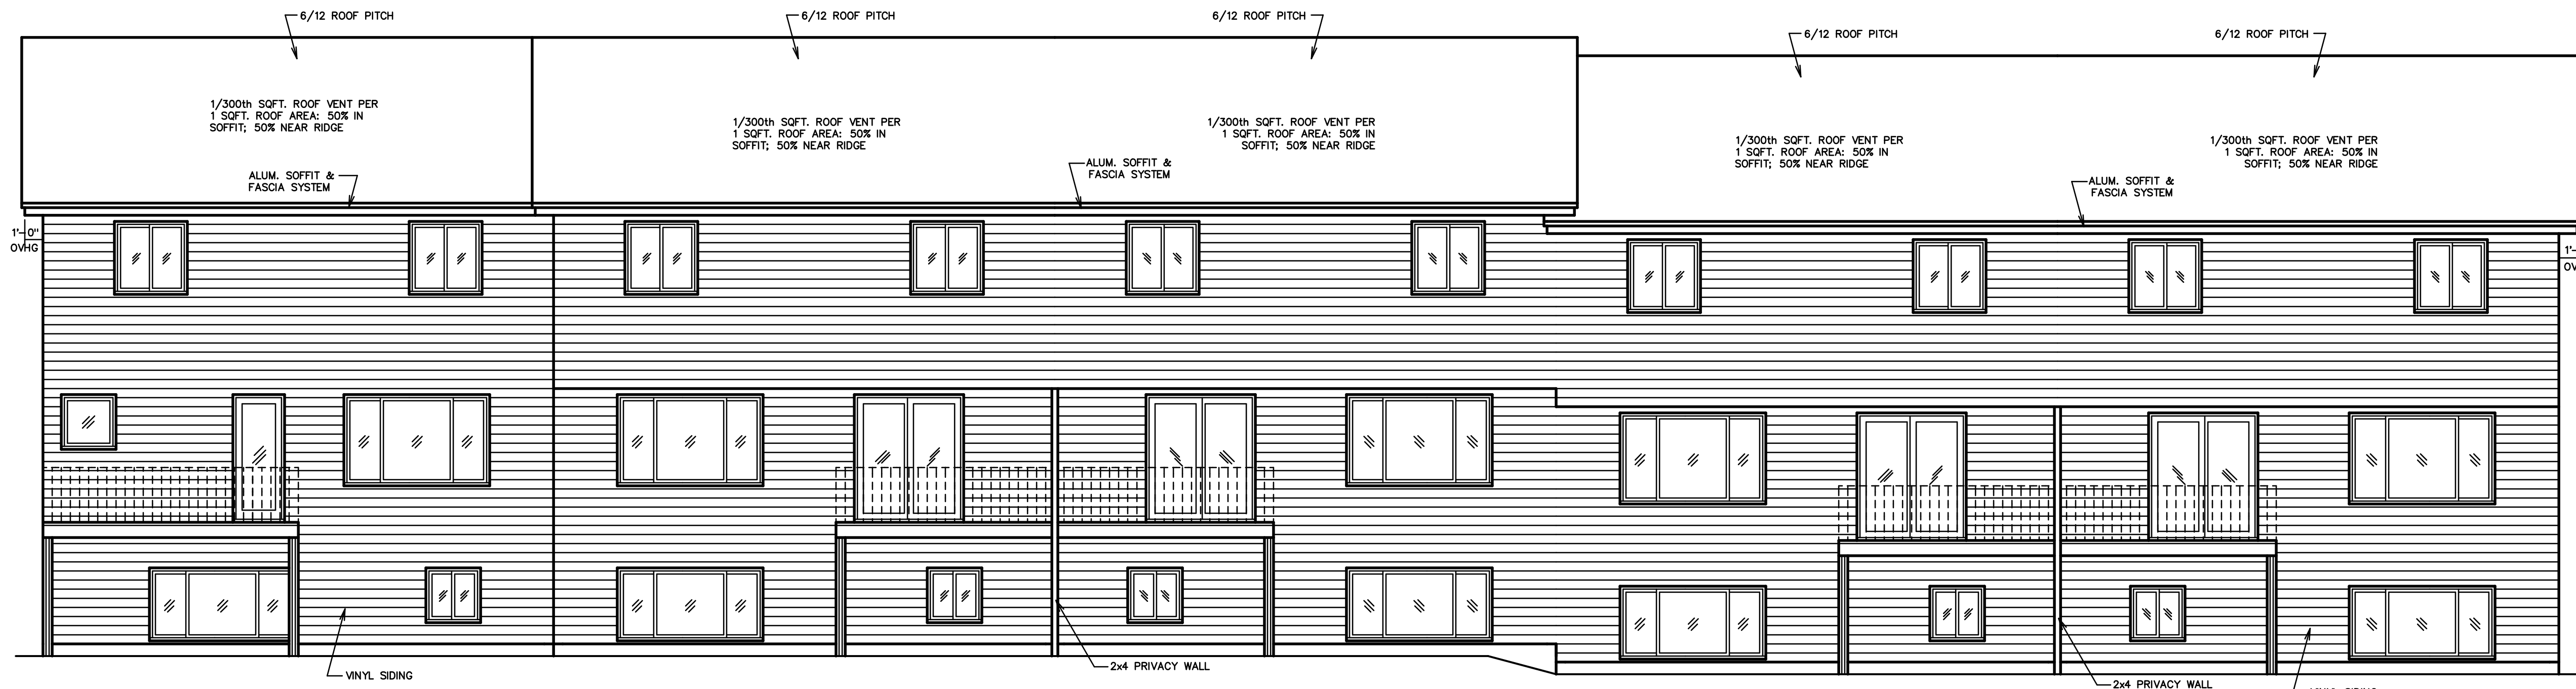 6/12 ROOF PITCH
6/12 ROOF PITCH
6/12 ROOF PITCH
6/12 ROOF PITCH
6/12 ROOF PITCH
1/300th SQFT. ROOF VENT PER
1 SQFT. ROOF AREA: 50% IN
SOFFIT; 50% NEAR RIDGE
1/300th SQFT. ROOF VENT PER
1 SQFT. ROOF AREA: 50% IN
SOFFIT; 50% NEAR RIDGE
1/300th SQFT. ROOF VENT PER
1 SQFT. ROOF AREA: 50% IN
SOFFIT; 50% NEAR RIDGE
1/300th SQFT. ROOF VENT PER
1 SQFT. ROOF AREA: 50% IN
SOFFIT; 50% NEAR RIDGE
1/300th SQFT. ROOF VENT PER
1 SQFT. ROOF AREA: 50% IN
SOFFIT; 50% NEAR RIDGE
ALUM. SOFFIT &
FASCIA SYSTEM
ALUM. SOFFIT &
FASCIA SYSTEM
ALUM. SOFFIT &
FASCIA SYSTEM
1'-0"
OVHG
1'-
OV
VINYL SIDING
2x4 PRIVACY WALL
2x4 PRIVACY WALL